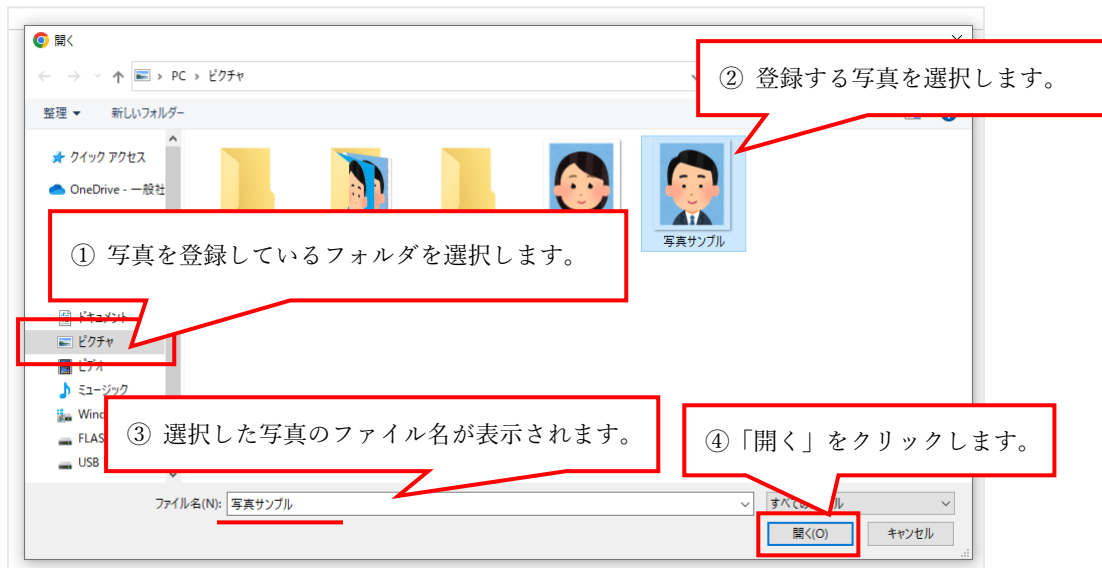 開く
PC › ピクチャ
② 登録する写真を選択します。
整理 新しいフォルダー
クイック アクセス
OneDrive - 一般社
写真サンプル
① 写真を登録しているフォルダを選択します。
ドキュメント
ピクチャ
ビデオ
ミュージック
③ 選択した写真のファイル名が表示されます。
④「開く」をクリックします。
USB
ファイル名(N): 写真サンプル
開く(O) キャンセル